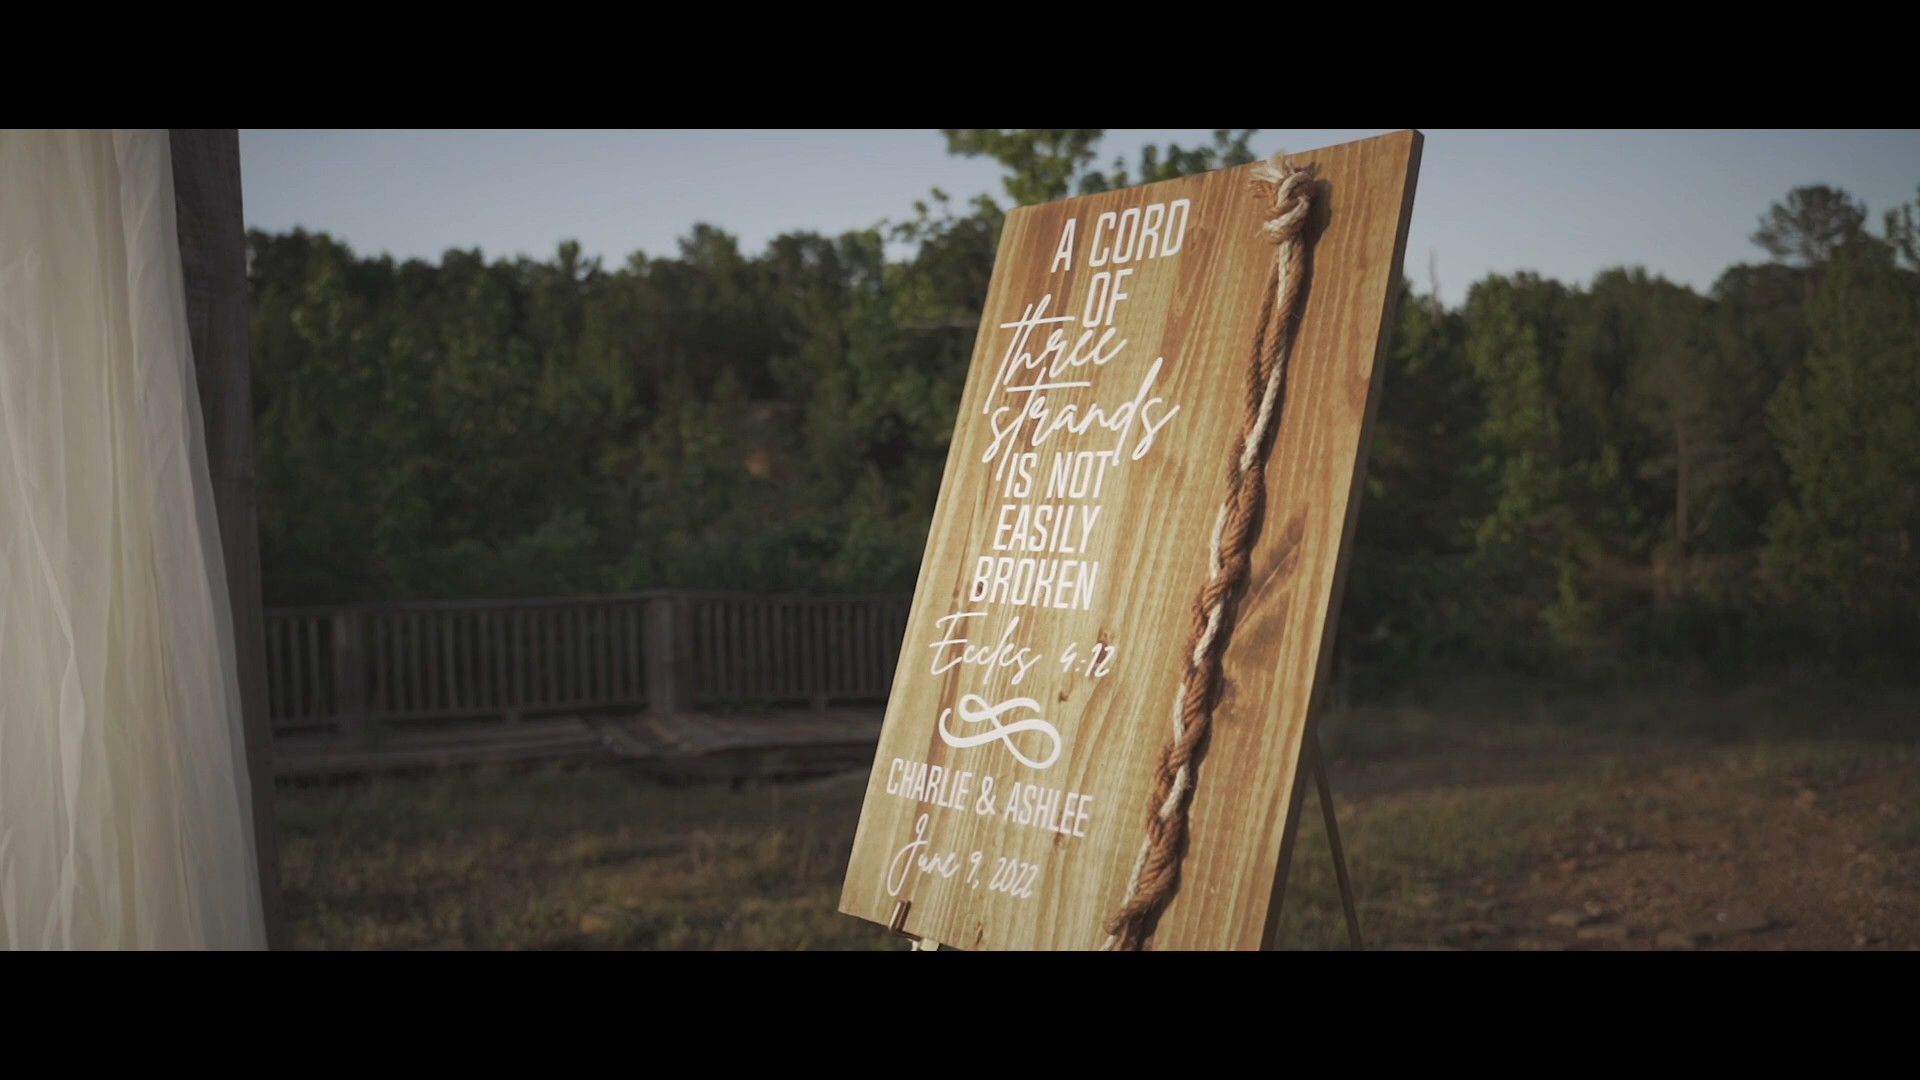 A CORD
OF
three
strands
IS NOT
EASILY
BROKEN
Eccles 4:12
CHARLIE & ASHLEE
June 9, 2022